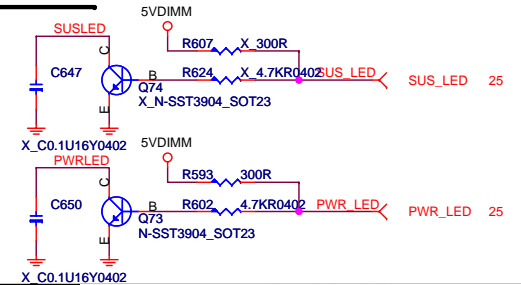 5VDIMM
SUSLED
R607 X_300R
C
C647
R624 X_4.7KR0402 SUS_LED
B
SUS_LED 25
Q74
X_N-SST3904_SOT23
E
X_C0.1U16Y0402
5VDIMM
PWRLED
R593 300R
C
C650
R602 4.7KR0402 PWR_LED
B
PWR_LED 25
Q73
N-SST3904_SOT23
E
X_C0.1U16Y0402